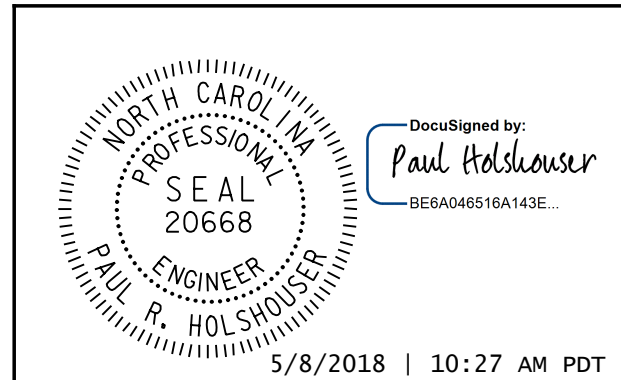 NORTH CAROLINA
PROFESSIONAL
SEAL
20668
ENGINEER
PAUL R. HOLSHOUSER
DocuSigned by:
Paul Holshouser
BE6A046516A143E...
5/8/2018 | 10:27 AM PDT